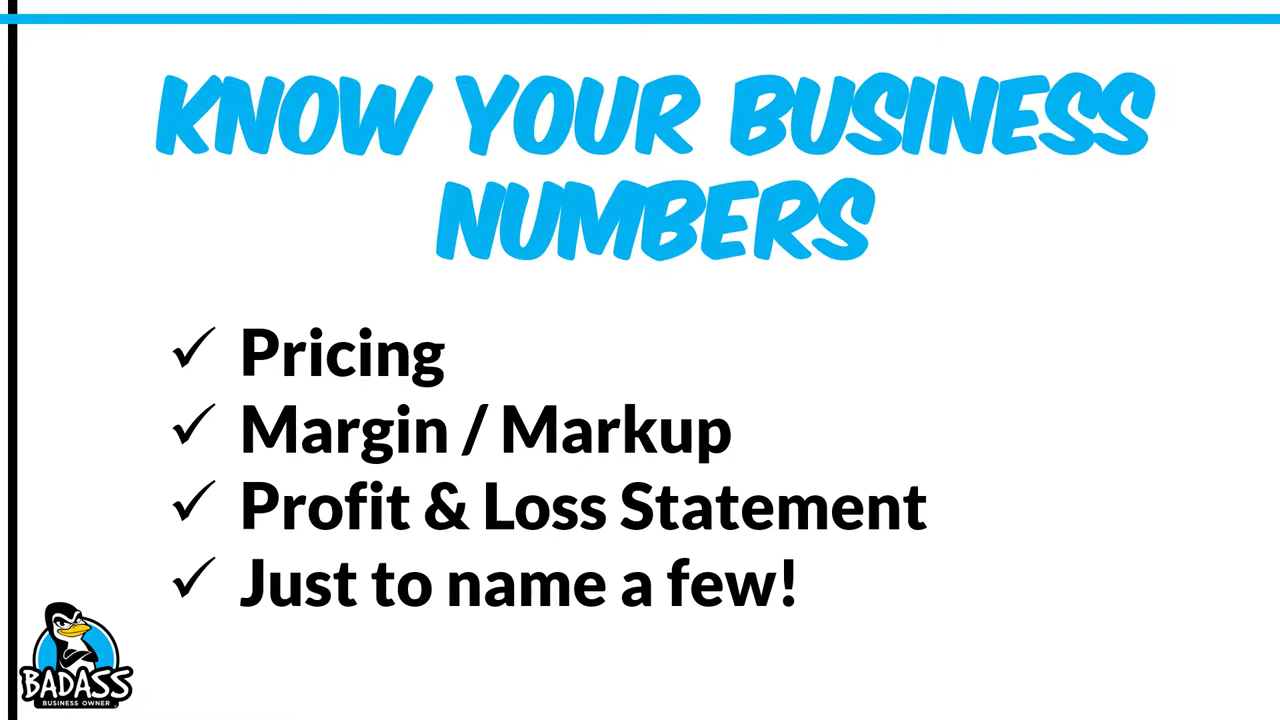 KNOW YOUR BUSINESS
NUMBERS
✓ Pricing
✓ Margin / Markup
✓ Profit & Loss Statement
✓ Just to name a few!
BADASS
BUSINESS OWNER